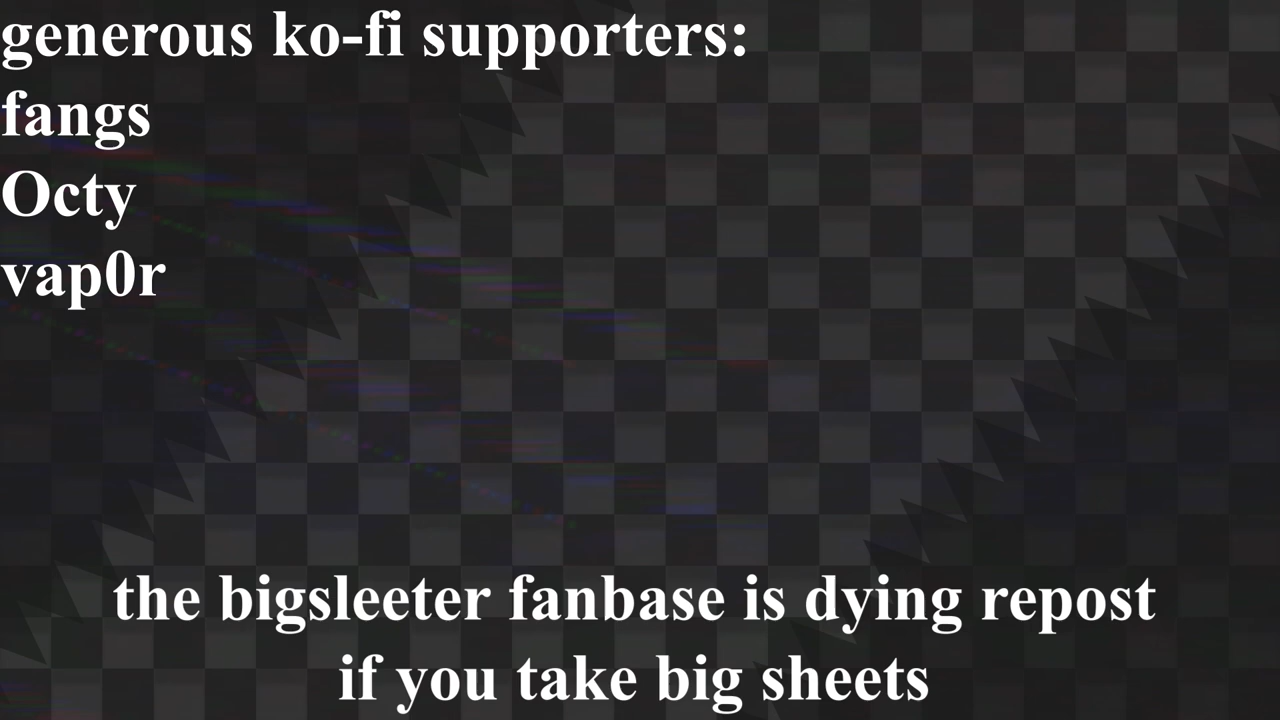 generous ko-fi supporters:
fangs
Octy
vap0r
the bigsleeter fanbase is dying repost
if you take big sheets